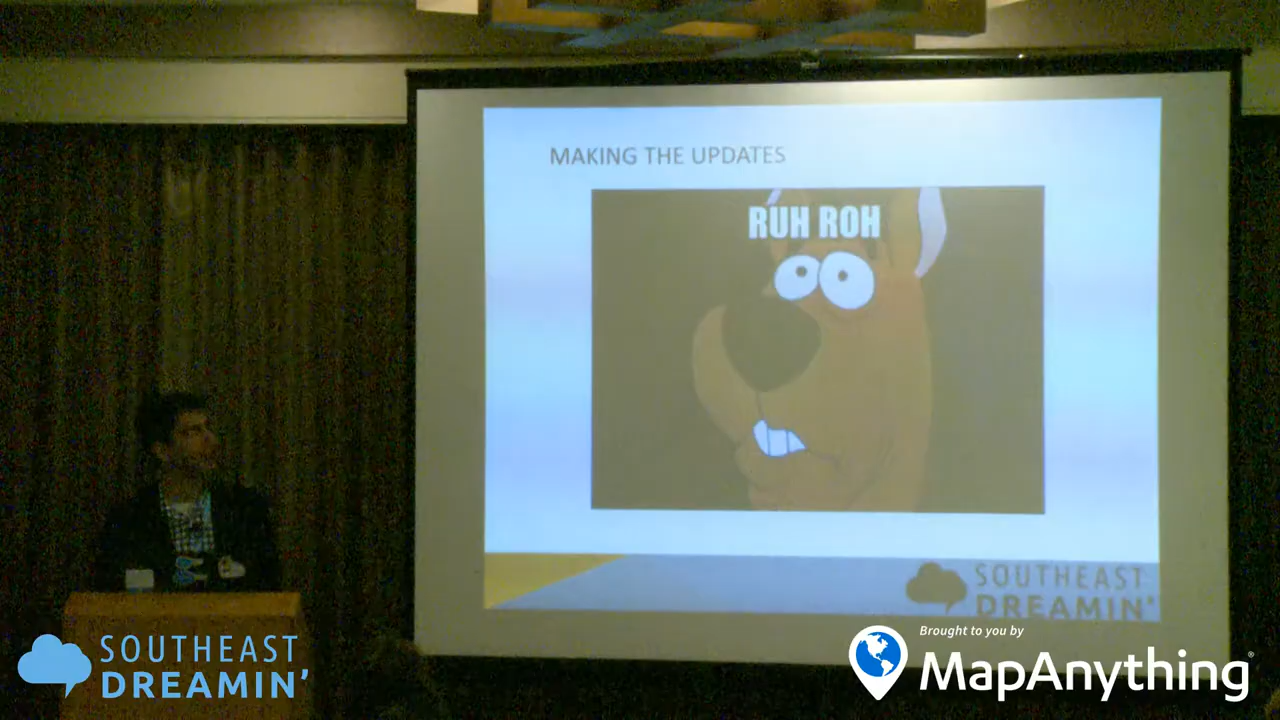 MAKING THE UPDATES
RUH ROH
SOUTHEAST
DREAMIN'
SOUTHEAST
DREAMIN'
Brought to you by
MapAnything®